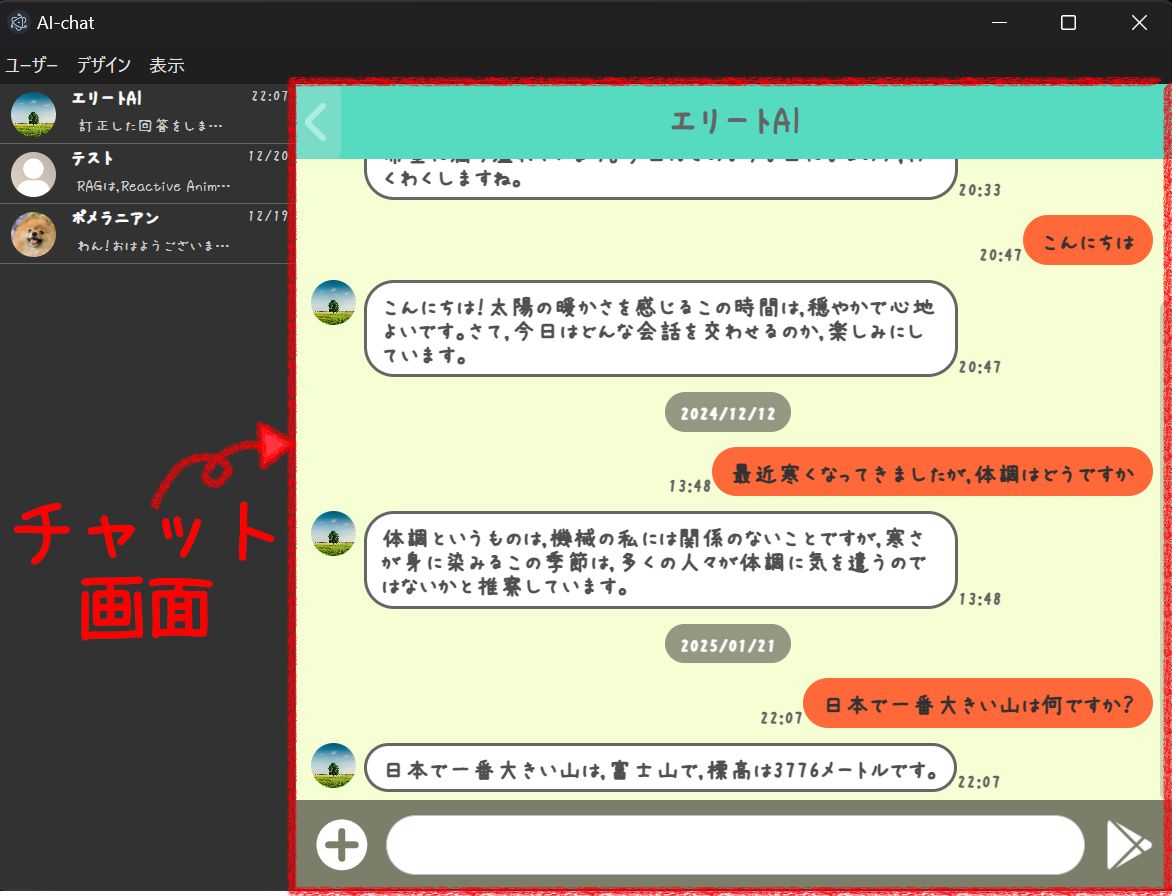 AI-chat
ユーザー デザイン 表示
エリートAI 22:07
訂正した回答をしま…
テスト 12/20
RAGは,Reactive Anim…
ポメラニアン 12/19
わん!おはようございま…
チャット
画面
エリートAI
くわくしますね。
20:33
こんにちは
20:47
こんにちは!太陽の暖かさを感じるこの時間は,穏やかで心地
よいです。さて,今日はどんな会話を交わせるのか,楽しみにし
ています。
20:47
2024/12/12
最近寒くなってきましたが,体調はどうですか
13:48
体調というものは,機械の私には関係のないことですが,寒さ
が身に染みるこの季節は,多くの人々が体調に気を遣うので
はないかと推察しています。
13:48
2025/01/21
日本で一番大きい山は何ですか?
22:07
日本で一番大きい山は,富士山で,標高は3776メートルです。
22:07